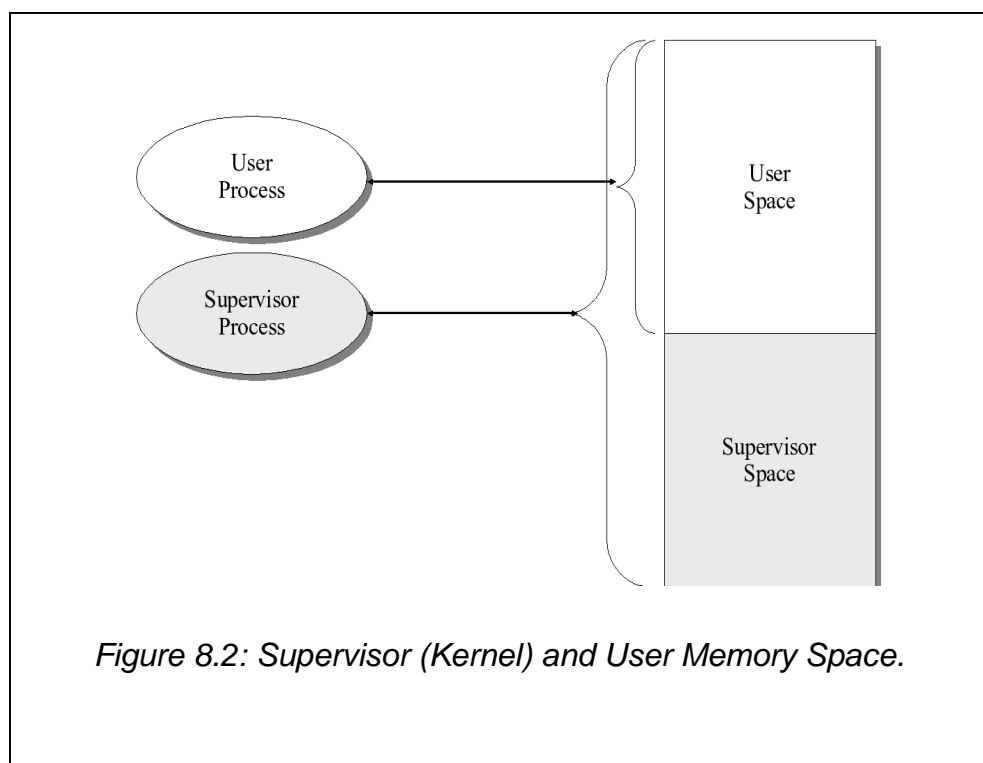 User
Process
User
Space
Supervisor
Process
Supervisor
Space
Figure 8.2: Supervisor (Kernel) and User Memory Space.